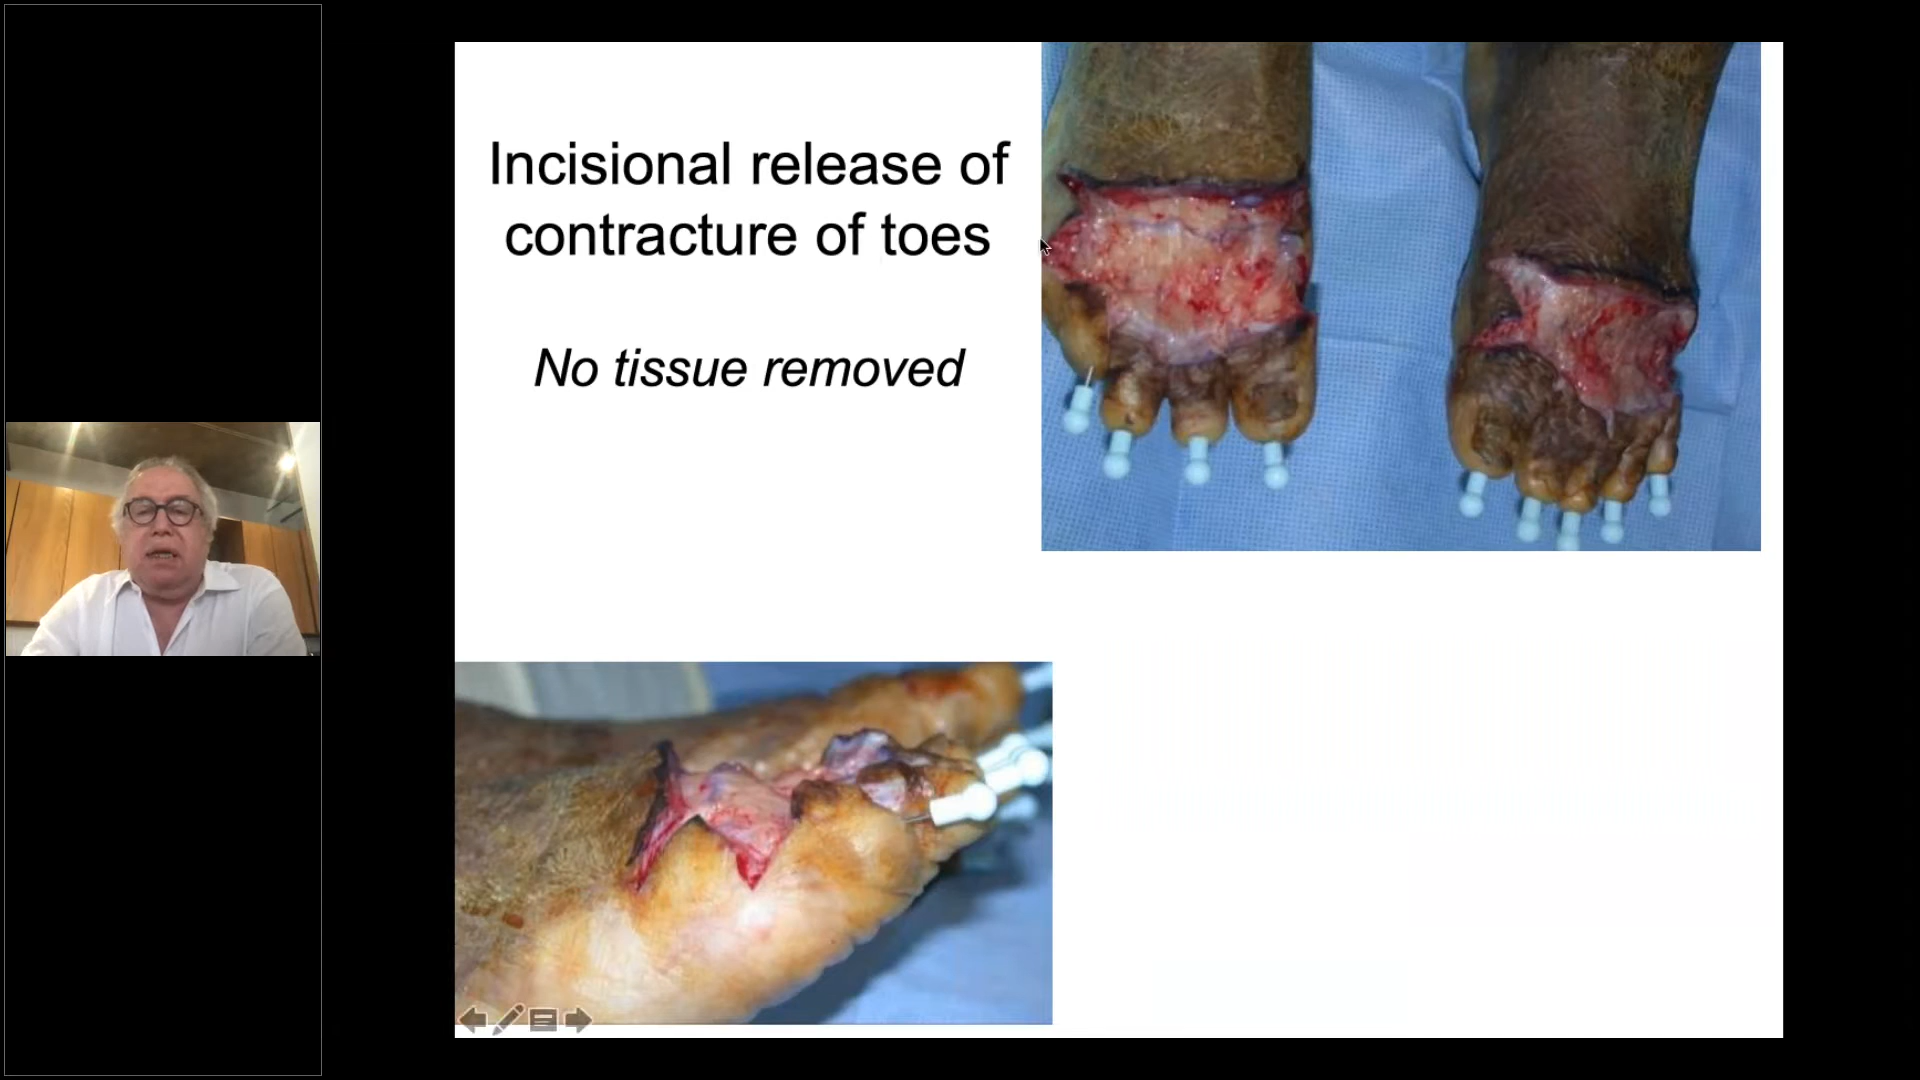 Incisional release of
contracture of toes
No tissue removed